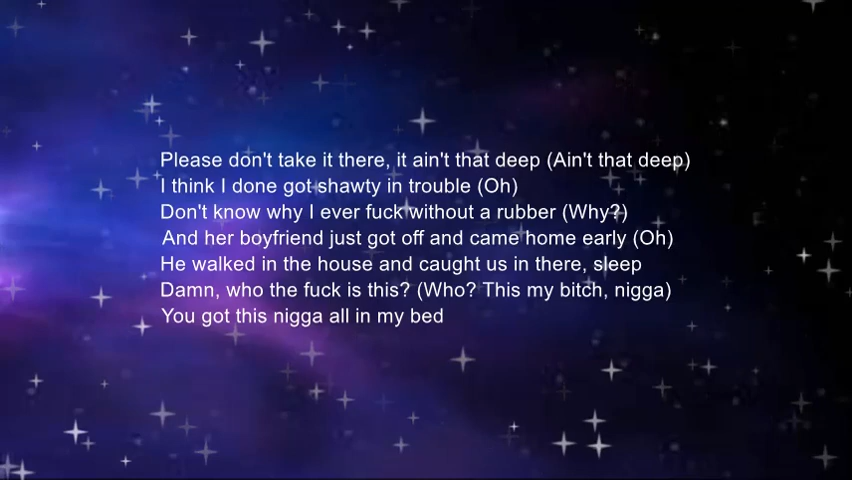 Please don't take it there, it ain't that deep (Ain't that deep)
I think I done got shawty in trouble (Oh)
Don't know why I ever fuck without a rubber (Why?)
And her boyfriend just got off and came home early (Oh)
He walked in the house and caught us in there, sleep
Damn, who the fuck is this? (Who? This my bitch, nigga)
You got this nigga all in my bed